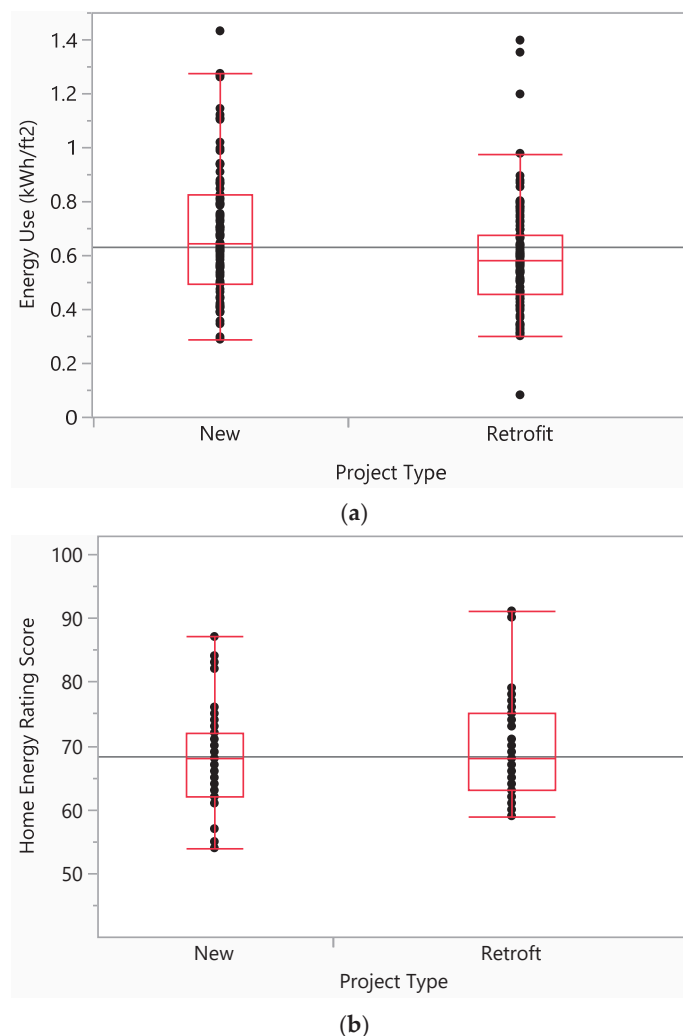 1.4
1.2
1
0.8
0.6
0.4
0.2
0
Energy Use (kWh/ft2)
New Retrofit
Project Type
(a)
100
90
80
70
60
50
Home Energy Rating Score
New Retroft
Project Type
(b)